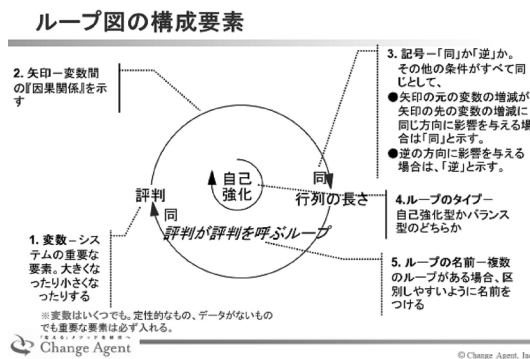 ループ図の構成要素
2. 矢印－変数間
の『因果関係』を示
す
3. 記号－「同」か「逆」か。
その他の条件がすべて同
じとして、
●矢印の元の変数の増減が
矢印の先の変数の増減に
同じ方向に影響を与える場
合は「同」と示す。
●逆の方向に影響を与える
場合は、「逆」と示す。
自己
強化
同
評判
行列の長さ
同
評判が評判を呼ぶループ
4.ループのタイプ－
自己強化型かバランス
型のどちらか
1. 変数－シス
テムの重要な
要素。大きくな
ったり小さくな
ったりする
5. ループの名前－複数
のループがある場合、区
別しやすいように名前を
つける
※変数はいくつでも。定性的なもの、データがないもの
でも重要な要素は必ず入れる。
Change Agent
© Change Agent, In